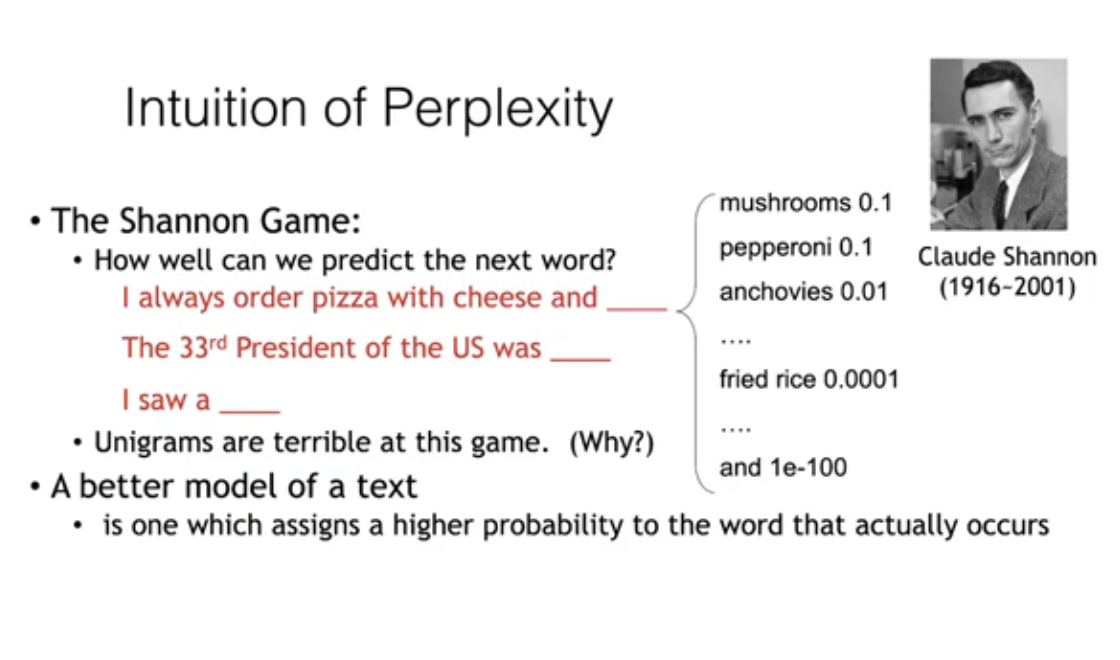 Intuition of Perplexity
• The Shannon Game:
• How well can we predict the next word?
I always order pizza with cheese and ____
The 33rd President of the US was ____
I saw a ____
• Unigrams are terrible at this game. (Why?)
• A better model of a text
• is one which assigns a higher probability to the word that actually occurs
mushrooms 0.1
pepperoni 0.1
anchovies 0.01
....
fried rice 0.0001
....
and 1e-100
Claude Shannon
(1916~2001)